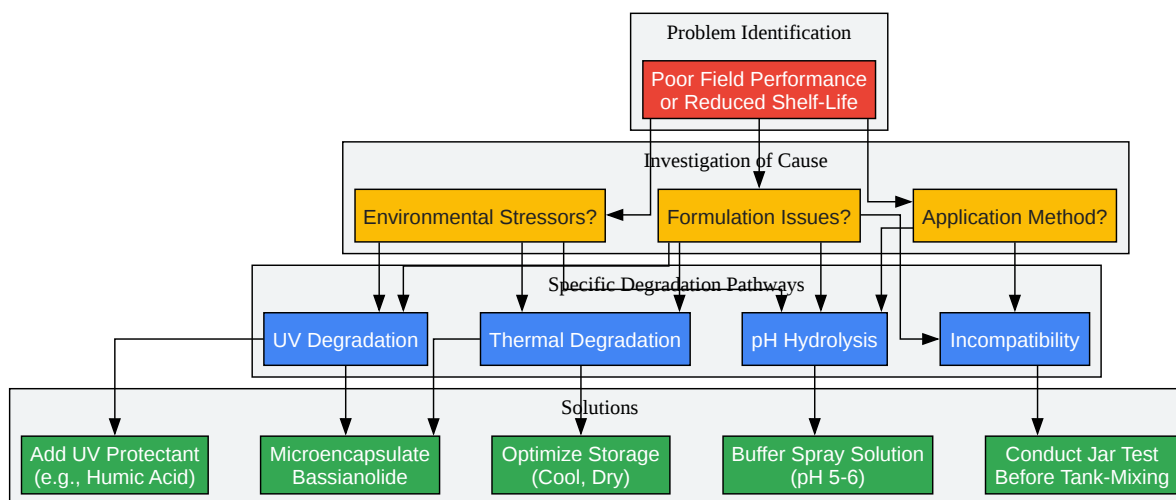 Problem Identification
Poor Field Performance
or Reduced Shelf-Life
Investigation of Cause
Environmental Stressors?
Formulation Issues?
Application Method?
Specific Degradation Pathways
UV Degradation
Thermal Degradation
pH Hydrolysis
Incompatibility
Solutions
Add UV Protectant
(e.g., Humic Acid)
Microencapsulate
Bassianolide
Optimize Storage
(Cool, Dry)
Buffer Spray Solution
(pH 5-6)
Conduct Jar Test
Before Tank-Mixing